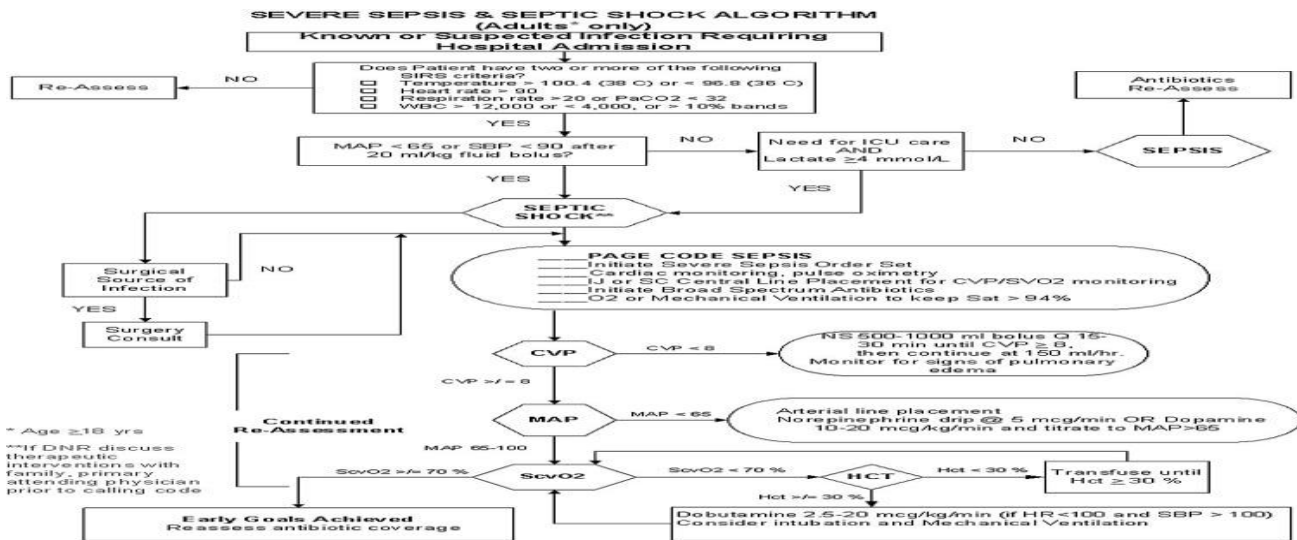 SEVERE SEPSIS & SEPTIC SHOCK ALGORITHM
(Adults* only)
Known or Suspected Infection Requiring
Hospital Admission
Does Patient have two or more of the following
SIRS criteria?
Temperature > 100.4 (38 C) or < 96.8 (36 C)
Heart rate > 90
Respiration rate >20 or PaCO2 < 32
WBC > 12,000 or < 4,000, or > 10% bands
NO
Re-Assess
YES
MAP < 65 or SBP < 90 after
20 ml/kg fluid bolus?
NO
Need for ICU care
AND
Lactate ≥4 mmol/L
NO
SEPSIS
Antibiotics
Re-Assess
YES
YES
SEPTIC
SHOCK**
Surgical
Source of
Infection
NO
YES
Surgery
Consult
____PAGE CODE SEPSIS
____Initiate Severe Sepsis Order Set
____Cardiac monitoring, pulse oximetry
____IJ or SC Central Line Placement for CVP/SVO2 monitoring
____Initiate Broad Spectrum Antibiotics
____O2 or Mechanical Ventilation to keep Sat > 94%
CVP
CVP < 8
NS 500-1000 ml bolus Q 15-
30 min until CVP ≥ 8,
then continue at 150 ml/hr.
Monitor for signs of pulmonary
edema
CVP >/= 8
MAP
MAP < 65
Arterial line placement
Norepinephrine drip @ 5 mcg/min OR Dopamine
10-20 mcg/kg/min and titrate to MAP>65
Continued
Re-Assessment
MAP 65-100
ScvO2 >/= 70 %
ScvO2
ScvO2 < 70 %
HCT
Hct < 30 %
Transfuse until
Hct ≥ 30 %
Hct >/= 30 %
Dobutamine 2.5-20 mcg/kg/min (if HR<100 and SBP > 100)
Consider intubation and Mechanical Ventilation
Early Goals Achieved
Reassess antibiotic coverage
* Age ≥18 yrs
**If DNR discuss
therapeutic
interventions with
family, primary
attending physician
prior to calling code